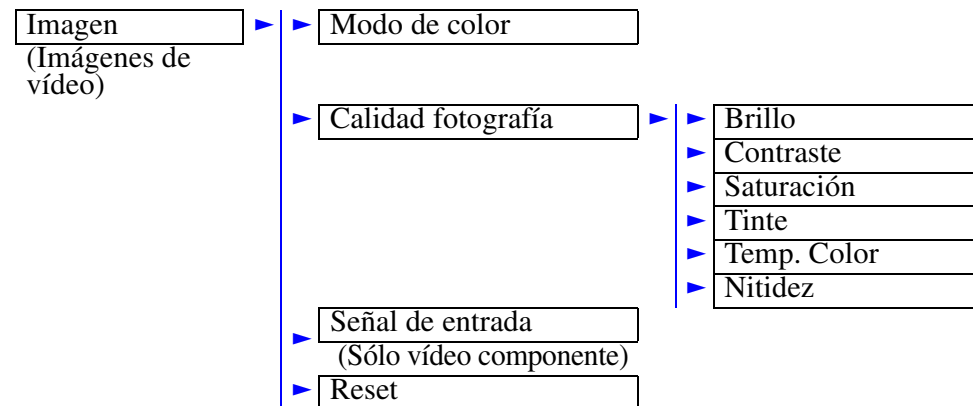 Imagen
(Imágenes de
vídeo)
Modo de color
Calidad fotografía
Brillo
Contraste
Saturación
Tinte
Temp. Color
Nitidez
Señal de entrada
(Sólo vídeo componente)
Reset